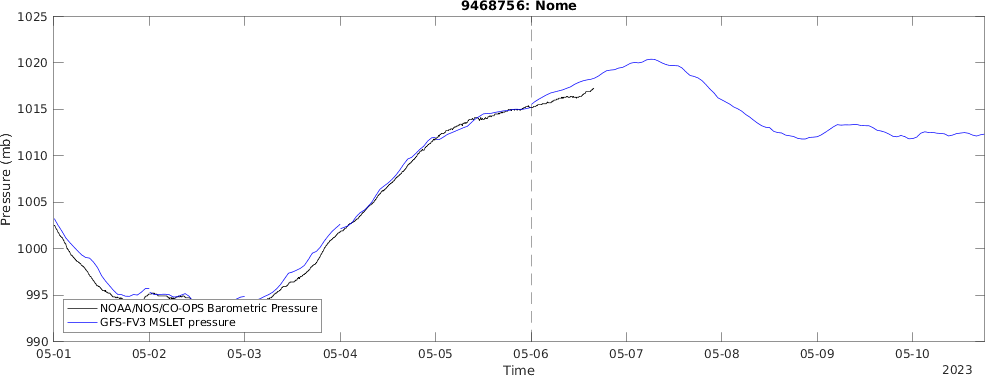 9468756: Nome
1025
1020
1015
1010
1005
1000
995
990
Pressure (mb)
NOAA/NOS/CO-OPS Barometric Pressure
GFS-FV3 MSLET pressure
05-01 05-02 05-03 05-04 05-05 05-06 05-07 05-08 05-09 05-10
Time
2023